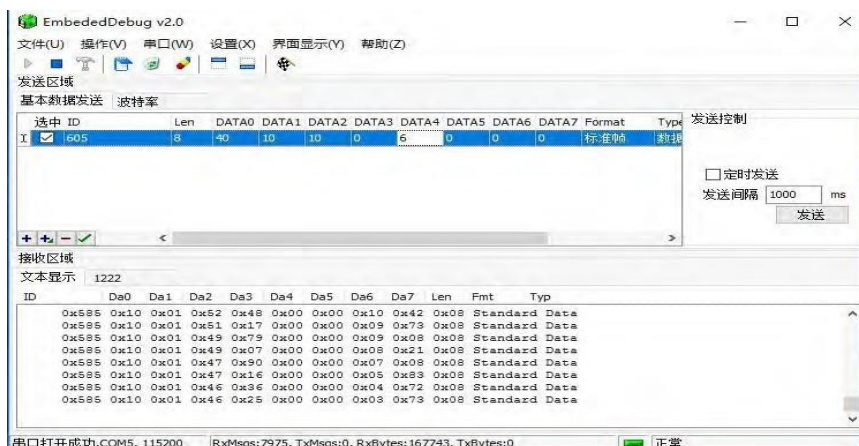 EmbededDebug v2.0
文件(U) 操作(V) 串口(W) 设置(X) 界面显示(Y) 帮助(Z)
发送区域
基本数据发送 波特率
选中 ID Len DATA0 DATA1 DATA2 DATA3 DATA4 DATA5 DATA6 DATA7 Format Type
605 8 40 10 10 0 6 0 0 0 标准帧 数据
发送控制
定时发送
发送间隔 1000 ms
发送
接收区域
文本显示 1222
ID Da0 Da1 Da2 Da3 Da4 Da5 Da6 Da7 Len Fmt Typ
0x585 0x10 0x01 0x52 0x48 0x00 0x00 0x10 0x42 0x08 Standard Data
0x585 0x10 0x01 0x51 0x17 0x00 0x00 0x09 0x73 0x08 Standard Data
0x585 0x10 0x01 0x49 0x79 0x00 0x00 0x09 0x08 0x08 Standard Data
0x585 0x10 0x01 0x49 0x07 0x00 0x00 0x08 0x21 0x08 Standard Data
0x585 0x10 0x01 0x47 0x90 0x00 0x00 0x07 0x08 0x08 Standard Data
0x585 0x10 0x01 0x47 0x16 0x00 0x00 0x05 0x83 0x08 Standard Data
0x585 0x10 0x01 0x46 0x36 0x00 0x00 0x04 0x72 0x08 Standard Data
0x585 0x10 0x01 0x46 0x25 0x00 0x00 0x03 0x73 0x08 Standard Data
串口打开成功,COM5, 115200 RxMsgs:7975, TxMsgs:0, RxBytes:167743, TxBytes:0 正常